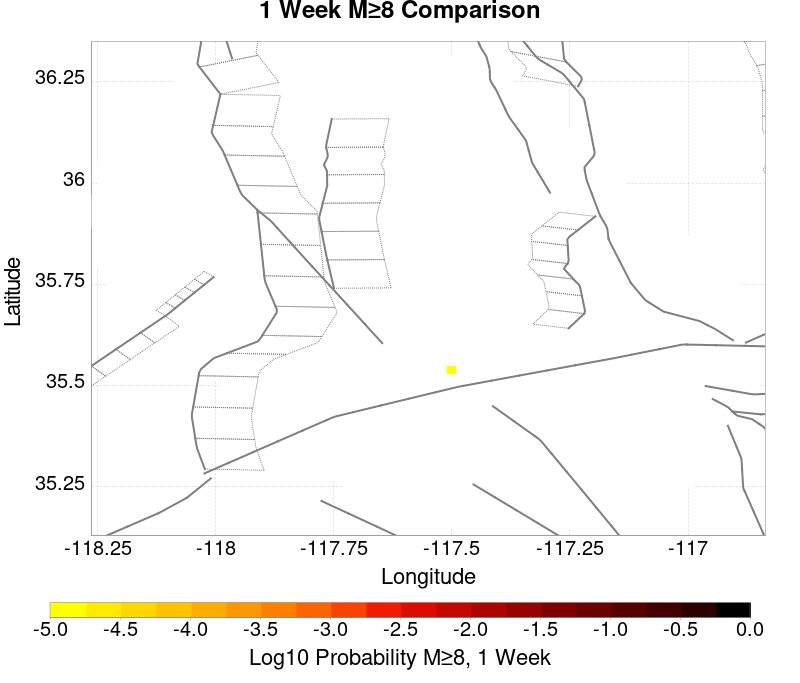 1 Week M≥8 Comparison
36.25
36
35.75
35.5
35.25
Latitude
-118.25 -118 -117.75 -117.5 -117.25 -117
Longitude
-5.0 -4.5 -4.0 -3.5 -3.0 -2.5 -2.0 -1.5 -1.0 -0.5 0.0
Log10 Probability M≥8, 1 Week